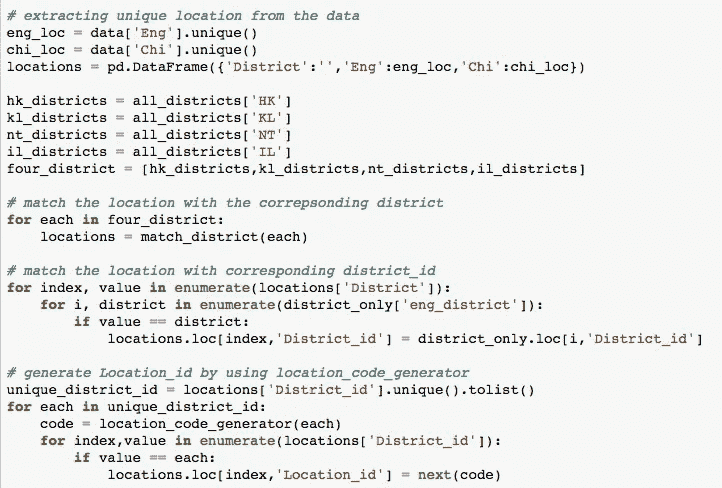 # extracting unique location from the data
eng_loc = data['Eng'].unique()
chi_loc = data['Chi'].unique()
locations = pd.DataFrame({'District':'','Eng':eng_loc,'Chi':chi_loc})
hk_districts = all_districts['HK']
kl_districts = all_districts['KL']
nt_districts = all_districts['NT']
il_districts = all_districts['IL']
four_district = [hk_districts,kl_districts,nt_districts,il_districts]
# match the location with the correpsonding district
for each in four_district:
    locations = match_district(each)
# match the location with corresponding district_id
for index, value in enumerate(locations['District']):
    for i, district in enumerate(district_only['eng_district']):
        if value == district:
            locations.loc[index,'District_id'] = district_only.loc[i,'District_id']
# generate Location_id by using location_code_generator
unique_district_id = locations['District_id'].unique().tolist()
for each in unique_district_id:
    code = location_code_generator(each)
    for index,value in enumerate(locations['District_id']):
        if value == each:
            locations.loc[index,'Location_id'] = next(code)